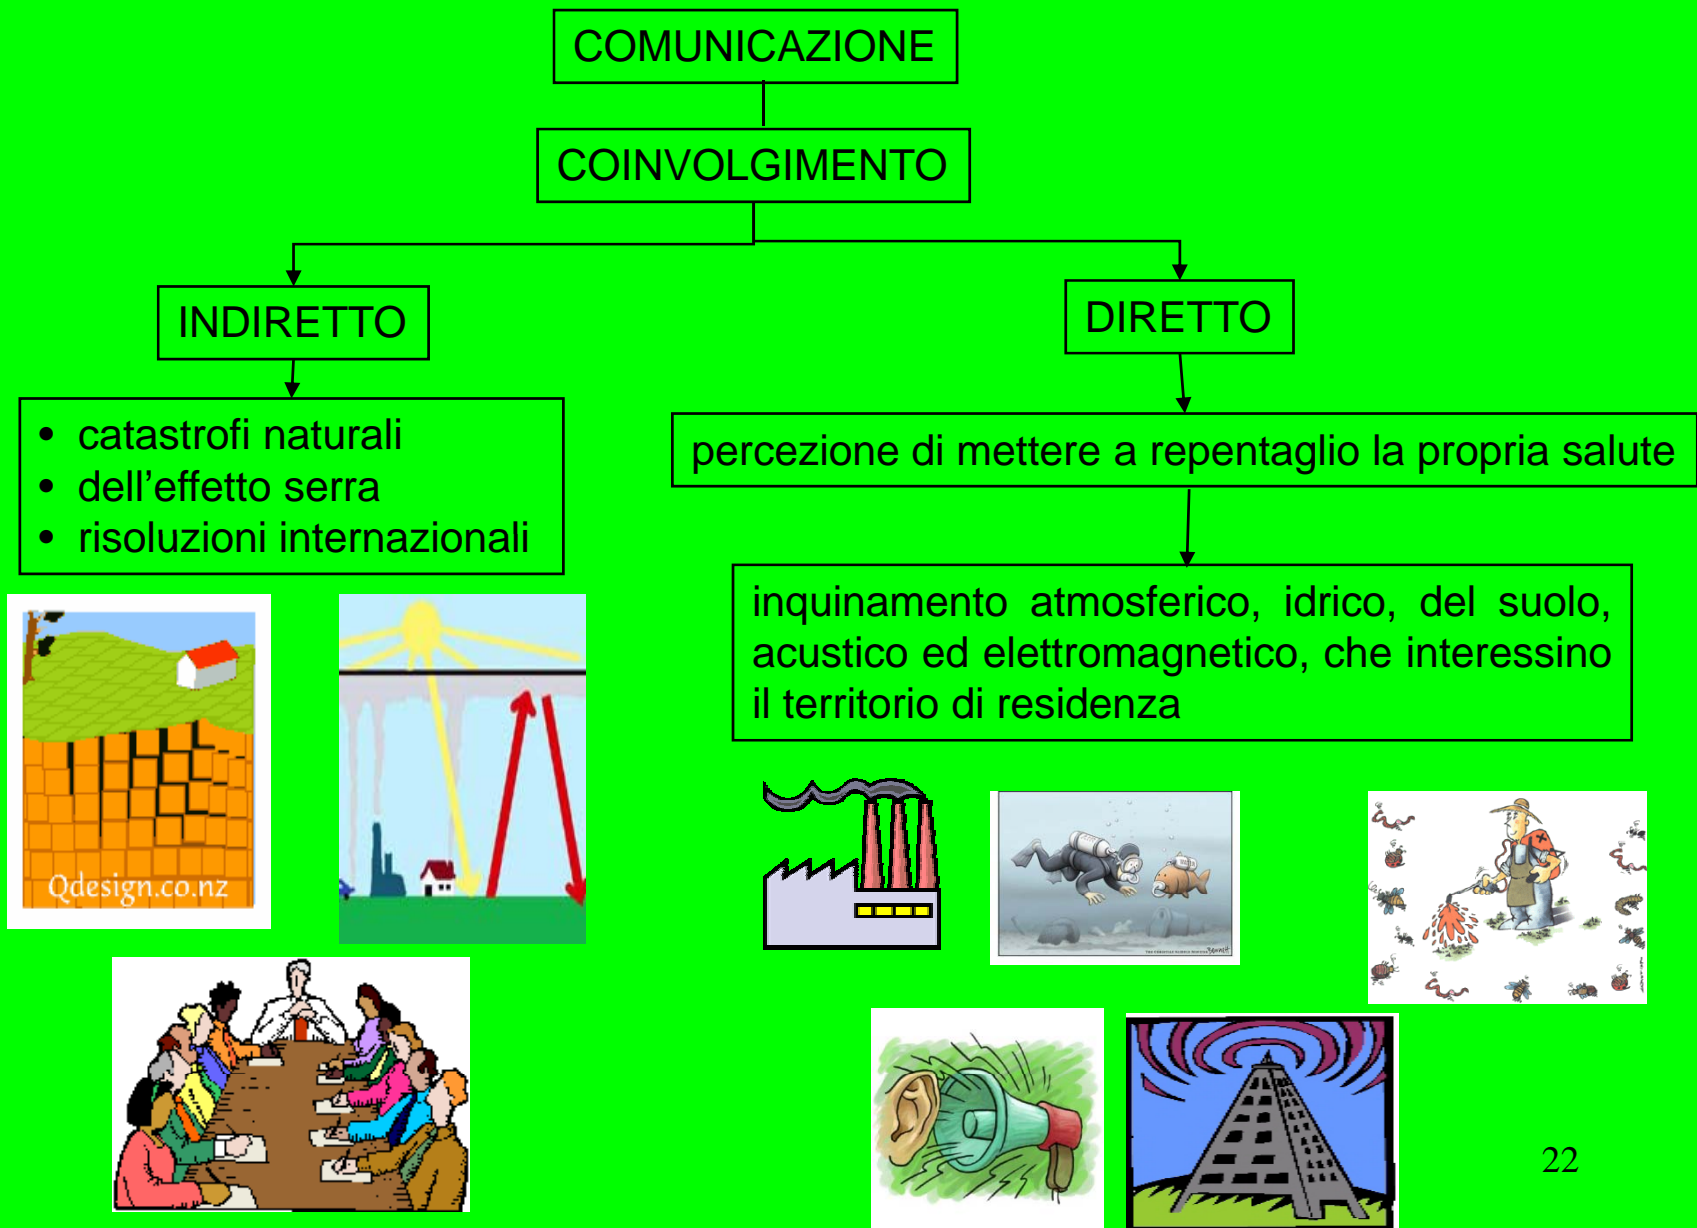 COMUNICAZIONE
COINVOLGIMENTO
INDIRETTO
DIRETTO
• catastrofi naturali
• dell’effetto serra
• risoluzioni internazionali
percezione di mettere a repentaglio la propria salute
inquinamento atmosferico, idrico, del suolo,
acustico ed elettromagnetico, che interessino
il territorio di residenza
Qdesign.co.nz
22